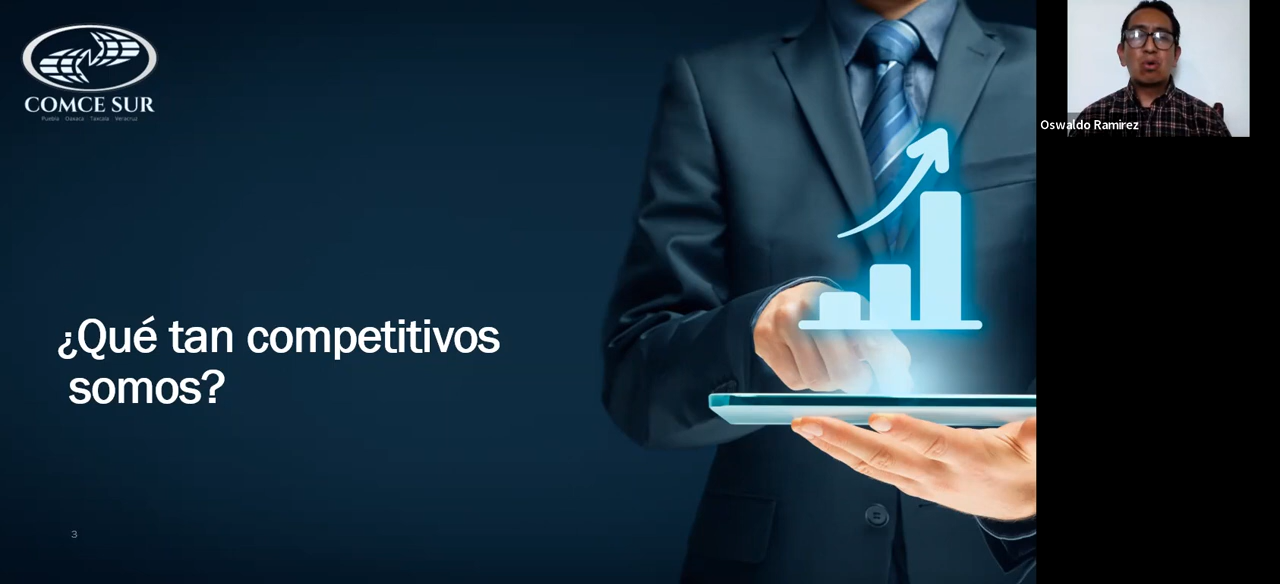 COMCE SUR
Puebla Oaxaca Tlaxcala Veracruz
Oswaldo Ramirez
¿Qué tan competitivos
somos?
3